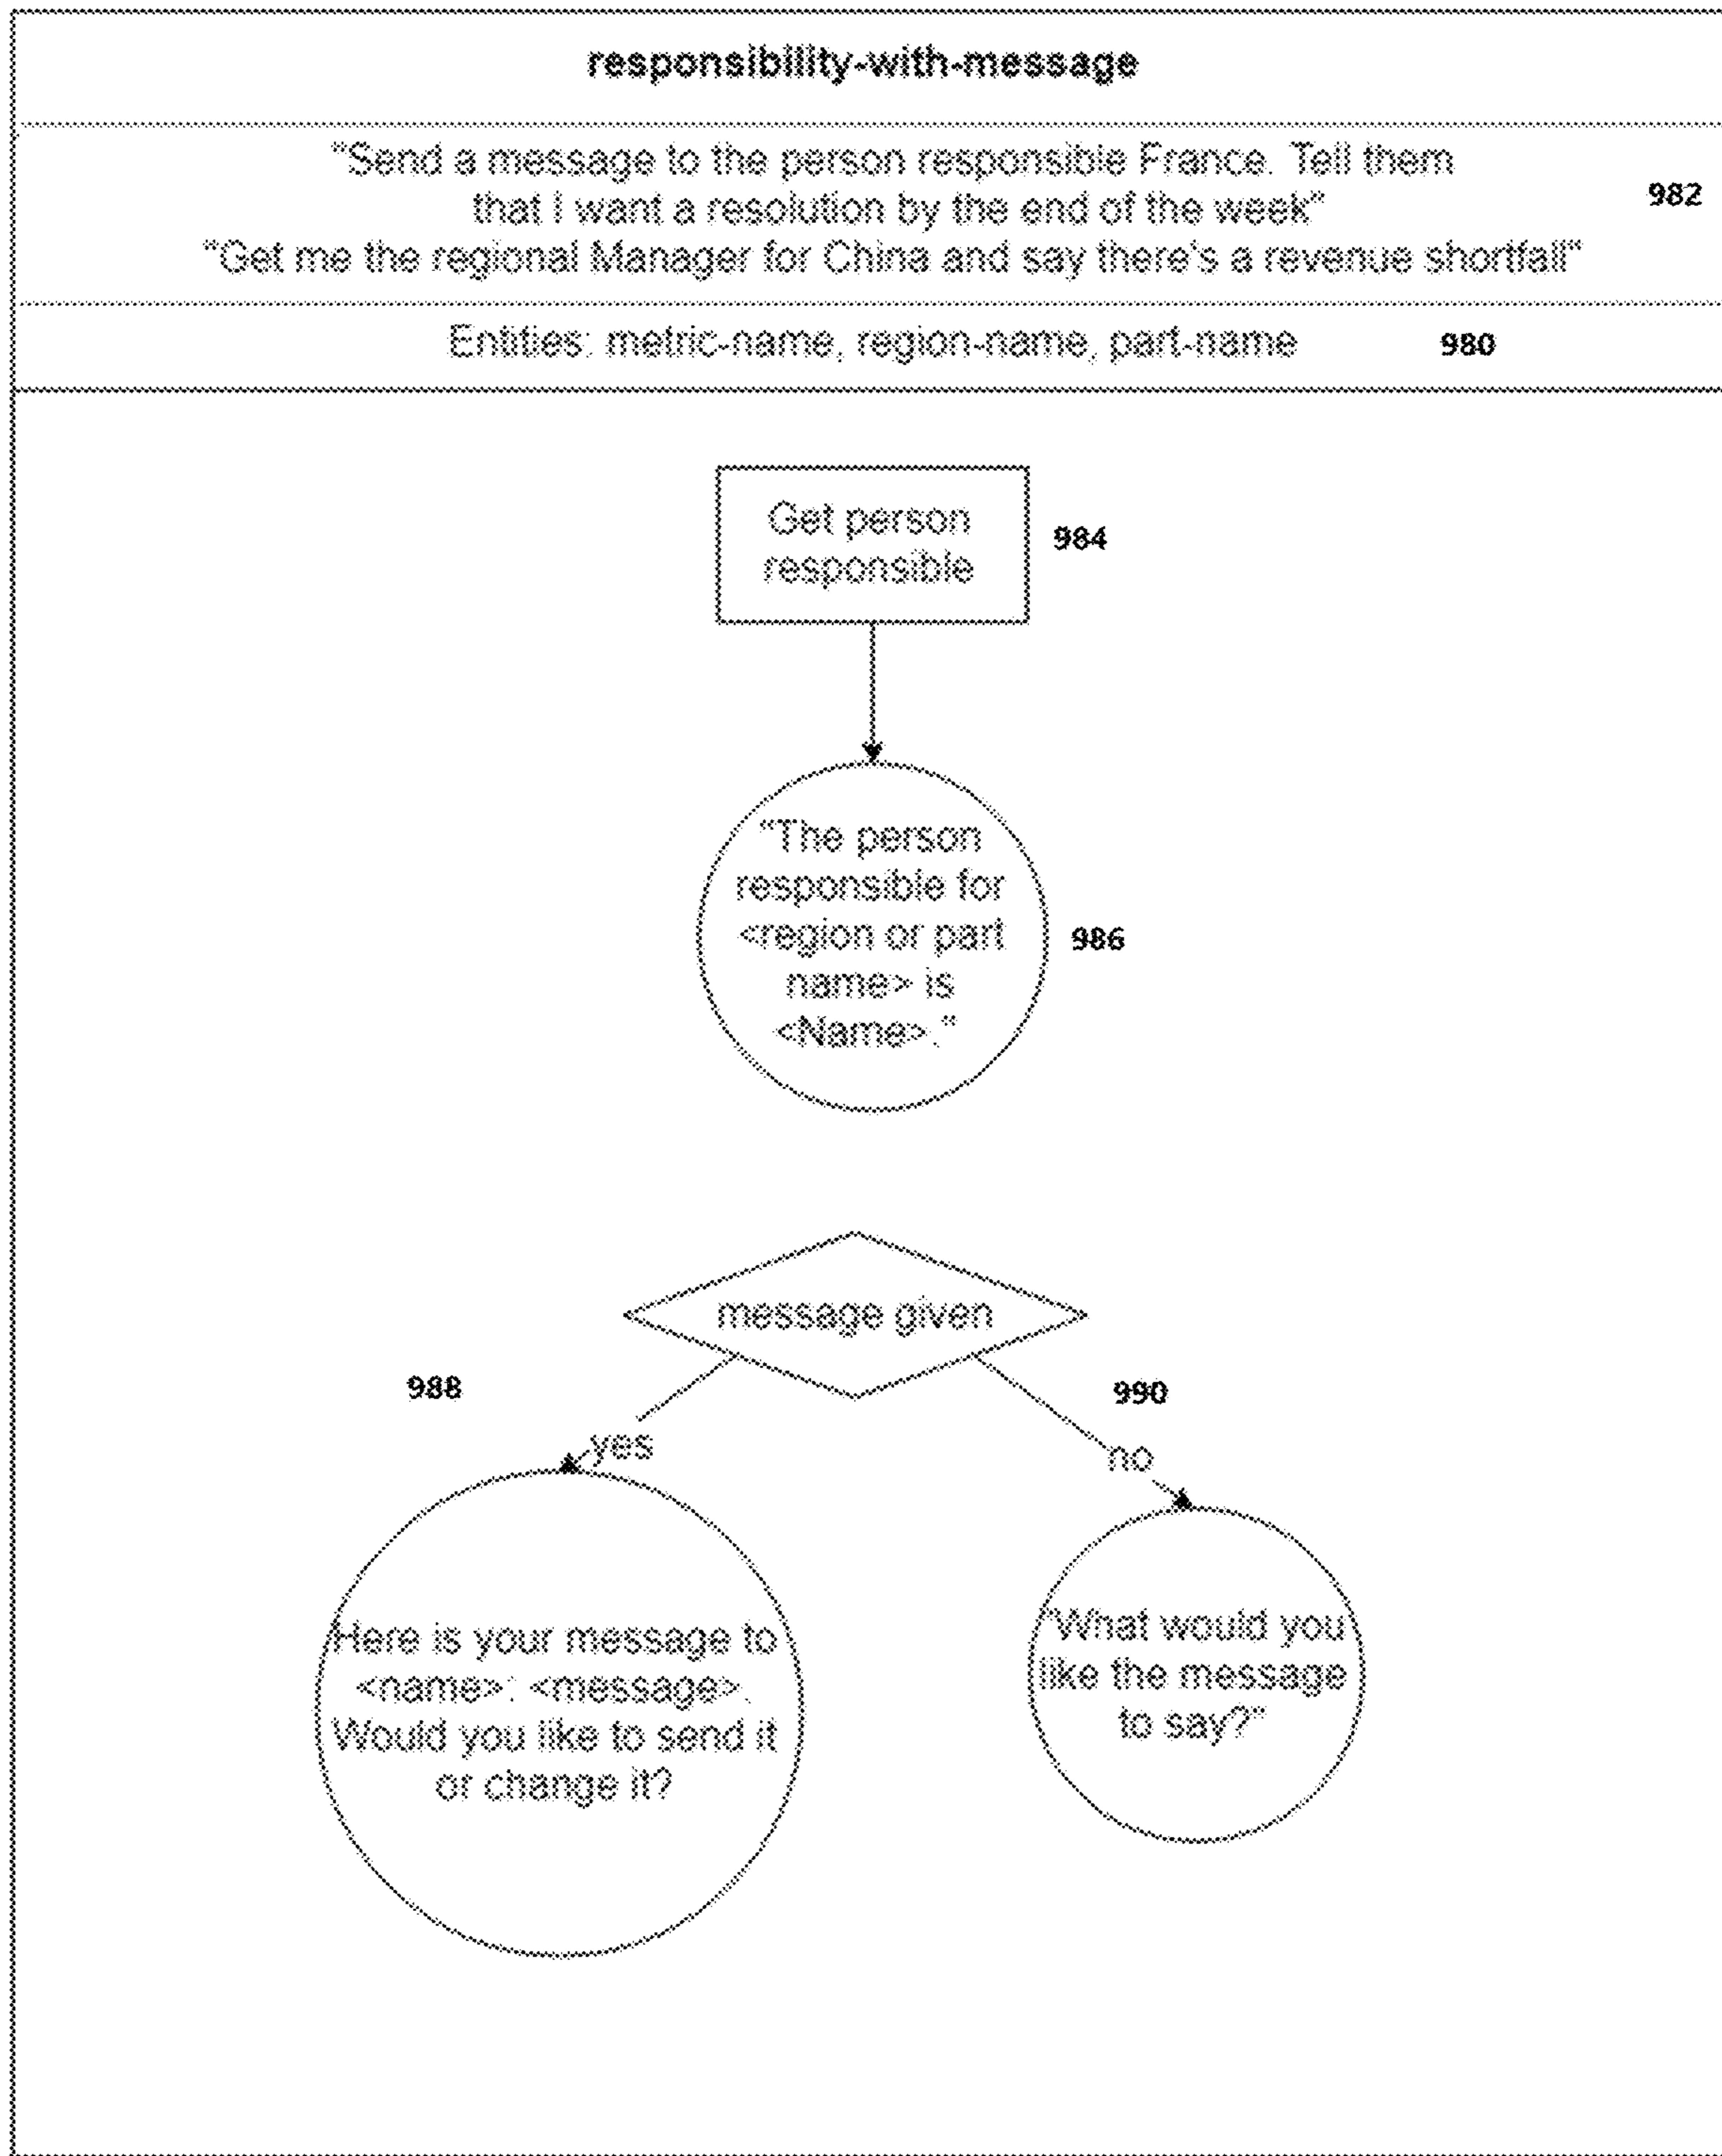 responsibility-with-message
"Send a message to the person responsible France. Tell them
that I want a resolution by the end of the week"
982
"Get me the regional Manager for China and say there's a revenue shortfall"
Entities: metric-name, region-name, part-name
980
Get person
responsible
984
"The person
responsible for
<region or part
name> is
<Name>."
986
message given
988
990
yes
no
Here is your message to
<name>: <message>.
Would you like to send it
or change it?
"What would you
like the message
to say?"